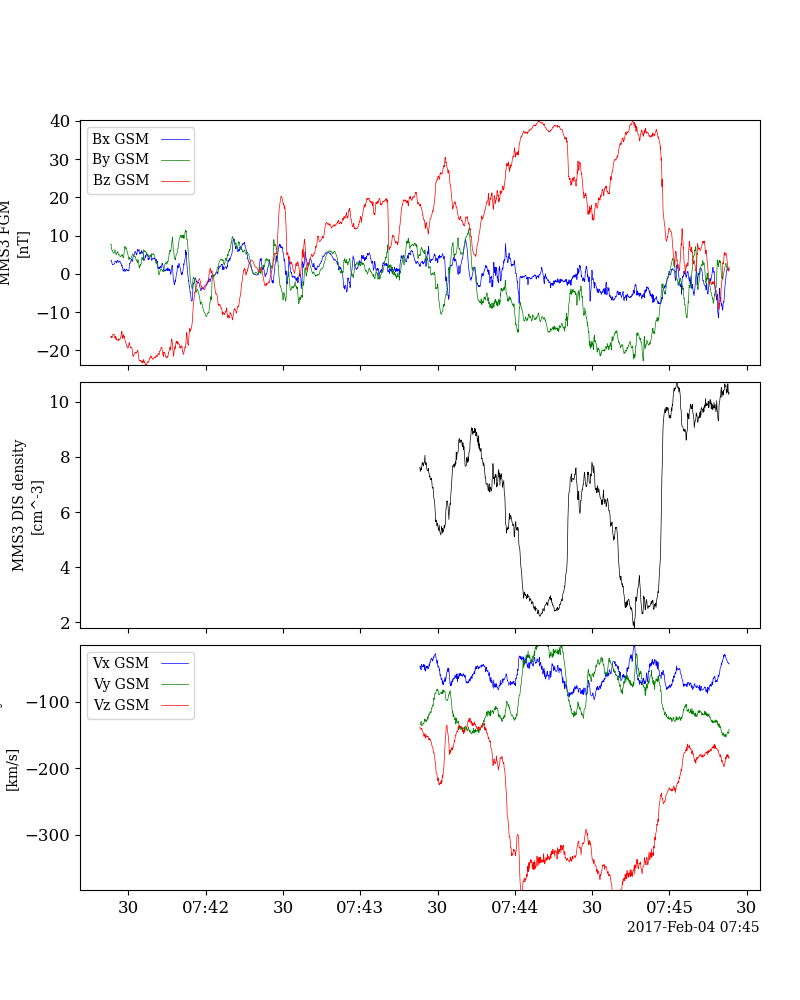 40
30
20
10
0
−10
−20
MMS3 FGM
[nT]
Bx GSM
By GSM
Bz GSM
10
8
6
4
2
MMS3 DIS density
[cm^-3]
−100
−200
−300
[km/s]
Vx GSM
Vy GSM
Vz GSM
30 07:42 30 07:43 30 07:44 30 07:45 30
2017-Feb-04 07:45